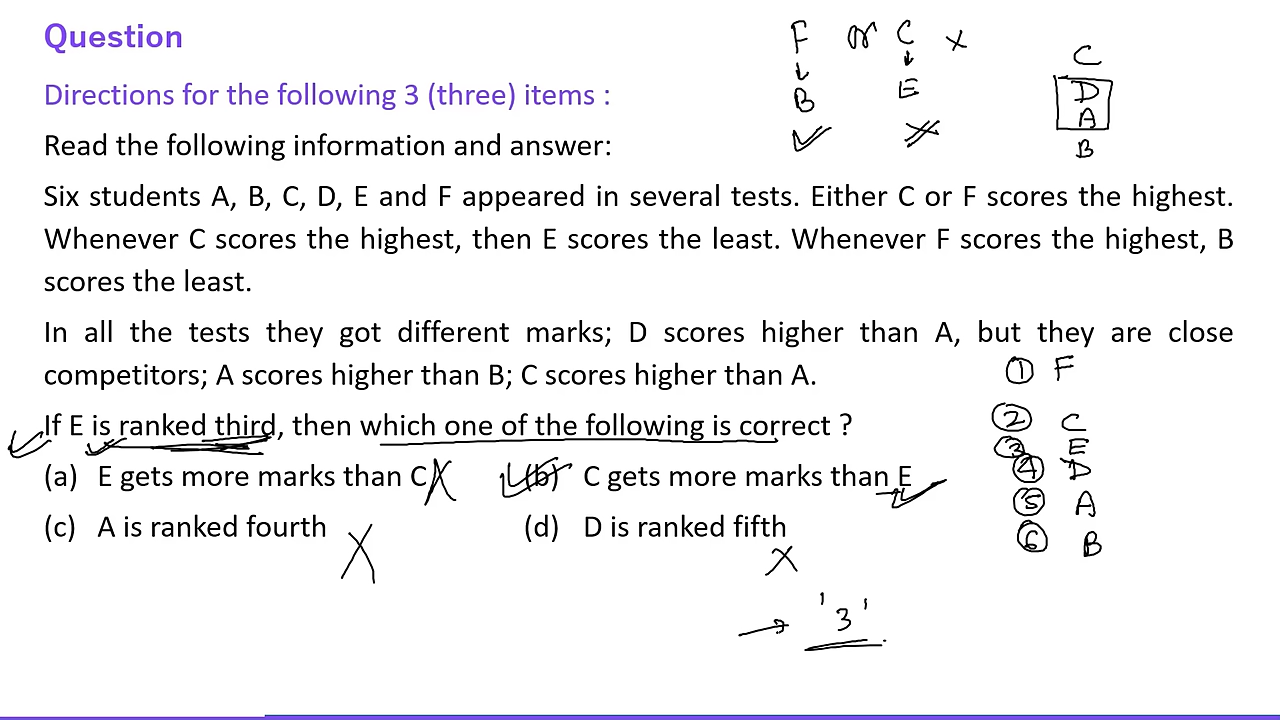 Question
Directions for the following 3 (three) items :
Read the following information and answer:
Six students A, B, C, D, E and F appeared in several tests. Either C or F scores the highest.
Whenever C scores the highest, then E scores the least. Whenever F scores the highest, B
scores the least.
In all the tests they got different marks; D scores higher than A, but they are close
competitors; A scores higher than B; C scores higher than A.
If E is ranked third, then which one of the following is correct ?
(a) E gets more marks than C
(b) C gets more marks than E
(c) A is ranked fourth
(d) D is ranked fifth
F or C
B E
C
D
A
B
1 F
2 C
3 E
4 D
5 A
6 B
→ '3'